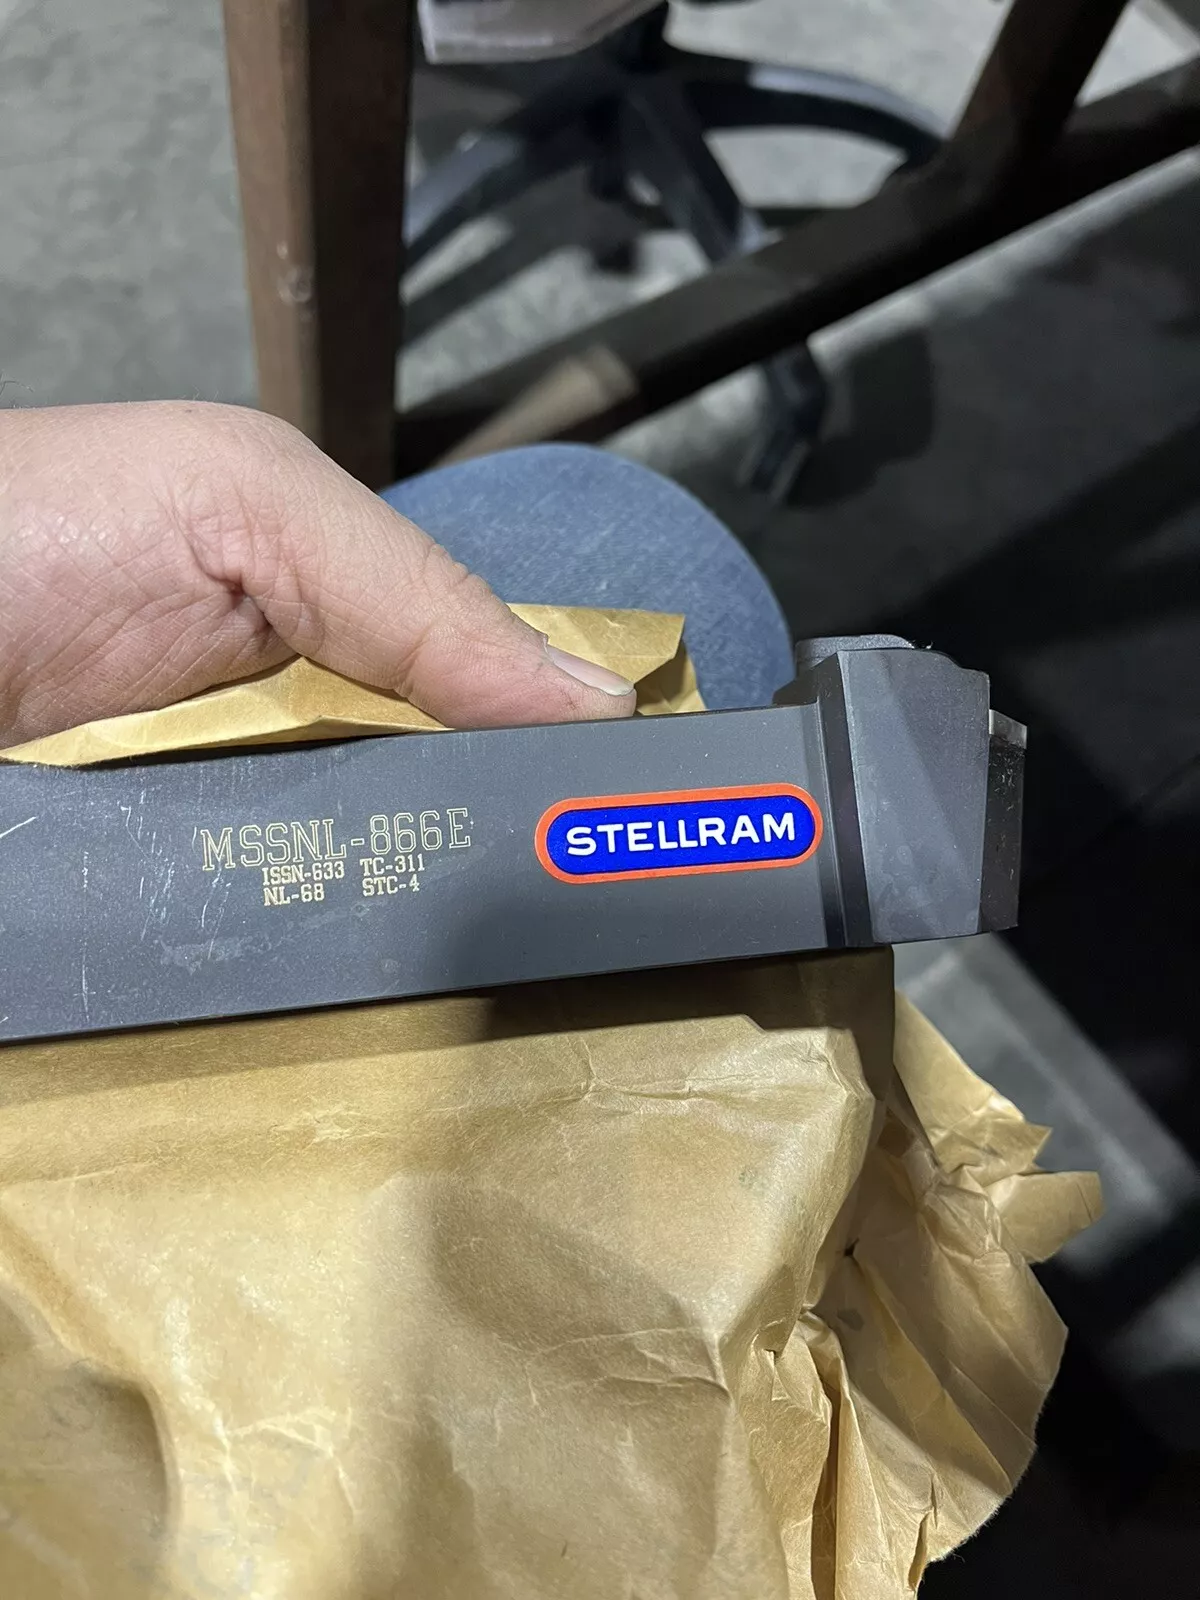 MSSNL-866E
ISSN-633 TC-311
NL-68 STC-4
STELLRAM